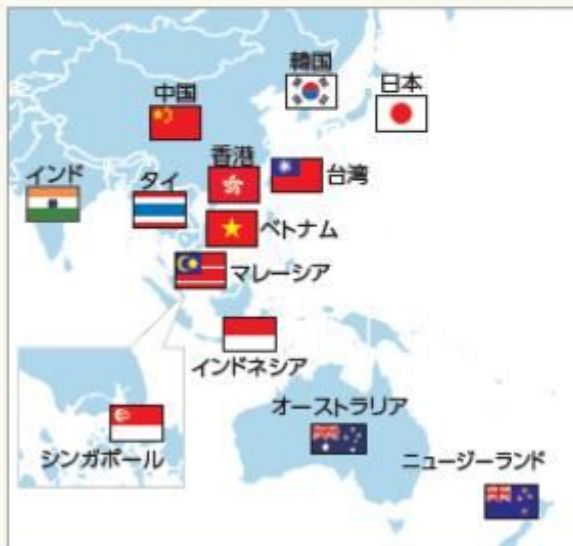 韓国
日本
中国
香港
台湾
インド
タイ
ベトナム
マレーシア
インドネシア
シンガポール
オーストラリア
ニュージーランド